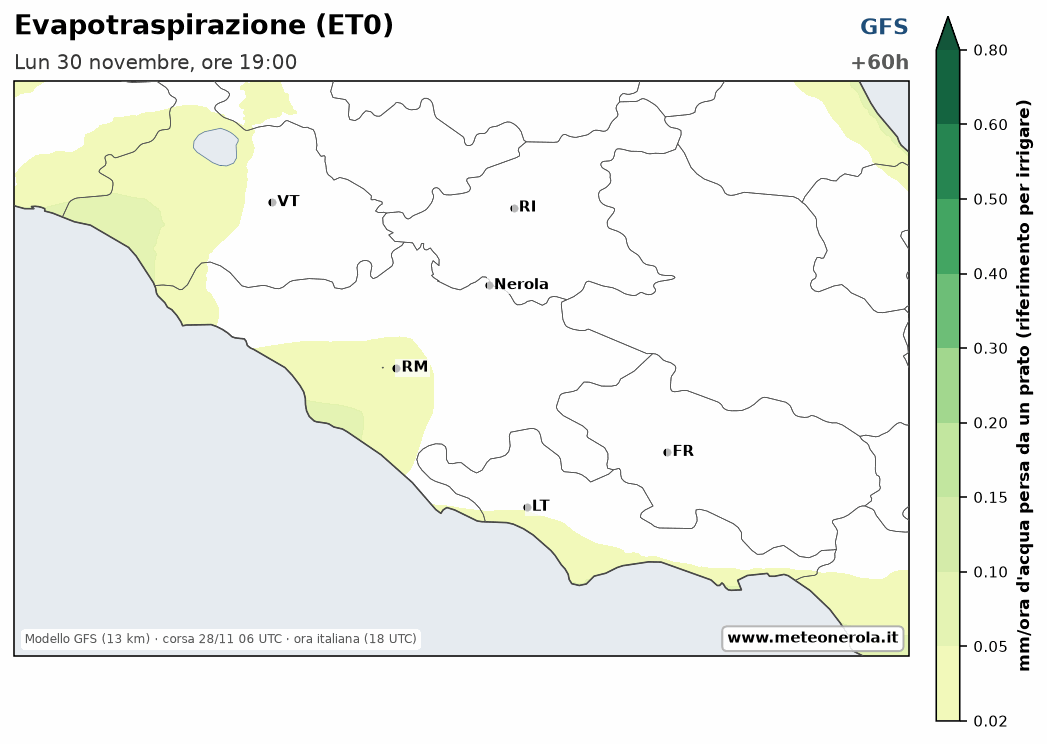 Evapotraspirazione (ET0)
GFS
Lun 30 novembre, ore 19:00
+60h
0.80
0.60
0.50
0.40
0.30
0.20
0.15
0.10
0.05
0.02
mm/ora d'acqua persa da un prato (riferimento per irrigare)
VT
RI
Nerola
RM
FR
LT
Modello GFS (13 km) · corsa 28/11 06 UTC · ora italiana (18 UTC)
www.meteonerola.it